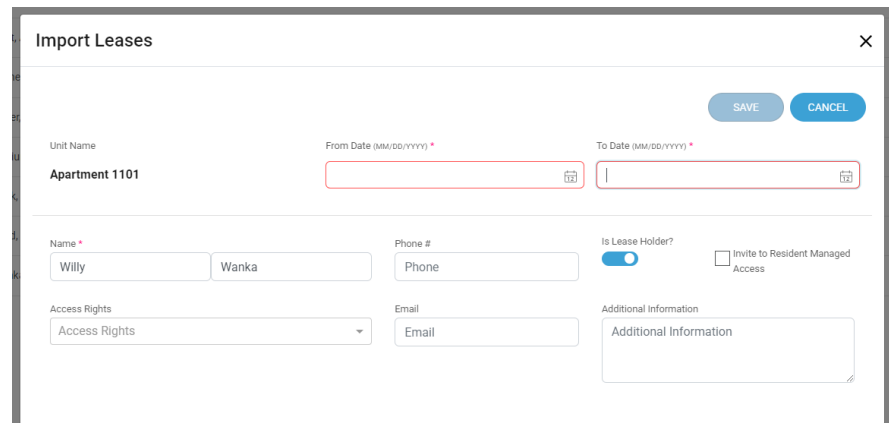 Import Leases
SAVE
CANCEL
Unit Name
From Date (MM/DD/YYYY) *
To Date (MM/DD/YYYY) *
Apartment 1101
12
12
Name *
Phone #
Is Lease Holder?
Willy
Wanka
Phone
Invite to Resident Managed
Access
Access Rights
Email
Additional Information
Access Rights
Email
Additional Information